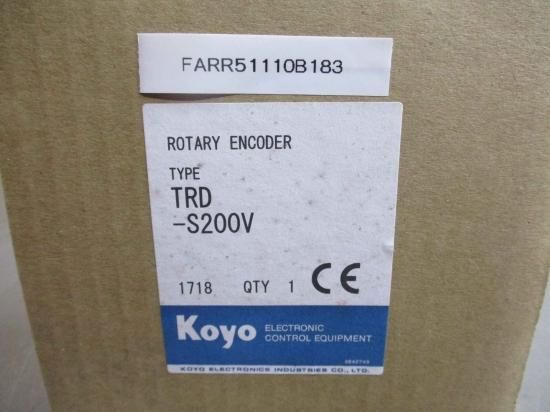 FARR51110B183
ROTARY ENCODER
TYPE
TRD
-S200V
1718 QTY 1 CE
Koyo ELECTRONIC
CONTROL EQUIPMENT
KOYO ELECTRONICS INDUSTRIES CO., LTD.